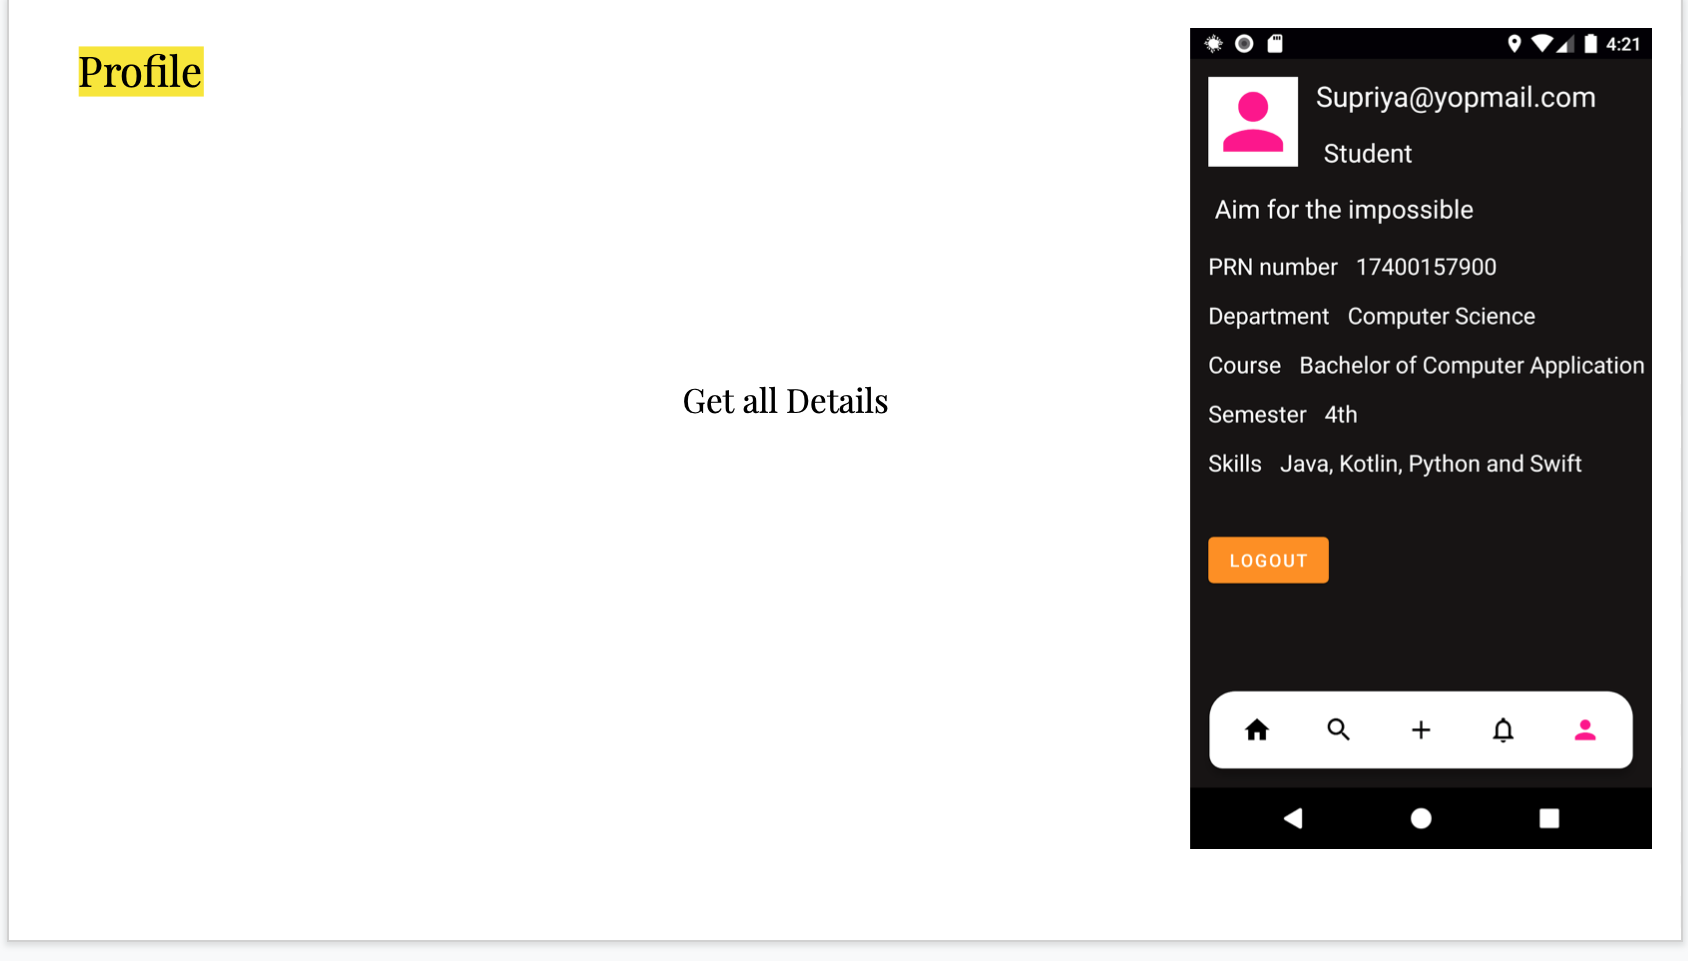 Profile
Get all Details
4:21
Supriya@yopmail.com
Student
Aim for the impossible
PRN number 17400157900
Department Computer Science
Course Bachelor of Computer Application
Semester 4th
Skills Java, Kotlin, Python and Swift
LOGOUT